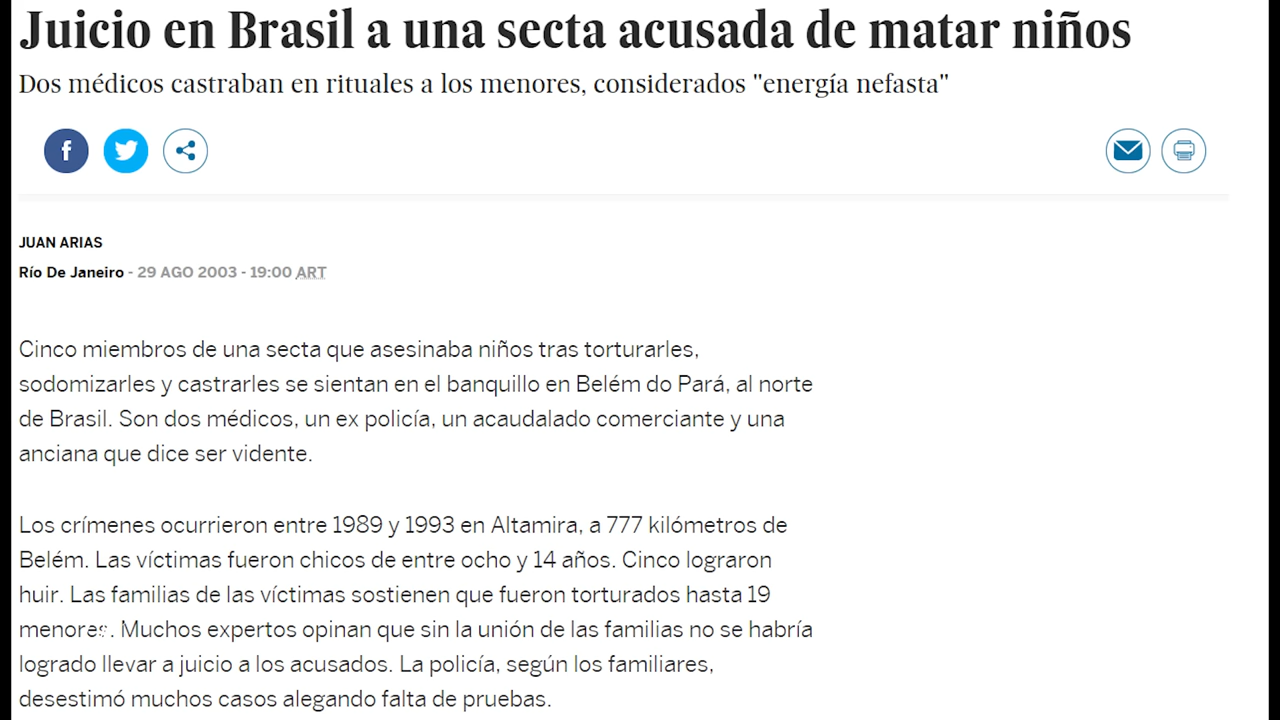 Juicio en Brasil a una secta acusada de matar niños
Dos médicos castraban en rituales a los menores, considerados "energía nefasta"
JUAN ARIAS
Río De Janeiro - 29 AGO 2003 - 19:00 ART
Cinco miembros de una secta que asesinaba niños tras torturarles,
sodomizarles y castrarles se sientan en el banquillo en Belém do Pará, al norte
de Brasil. Son dos médicos, un ex policía, un acaudalado comerciante y una
anciana que dice ser vidente.
Los crímenes ocurrieron entre 1989 y 1993 en Altamira, a 777 kilómetros de
Belém. Las víctimas fueron chicos de entre ocho y 14 años. Cinco lograron
huir. Las familias de las víctimas sostienen que fueron torturados hasta 19
menores. Muchos expertos opinan que sin la unión de las familias no se habría
logrado llevar a juicio a los acusados. La policía, según los familiares,
desestimó muchos casos alegando falta de pruebas.